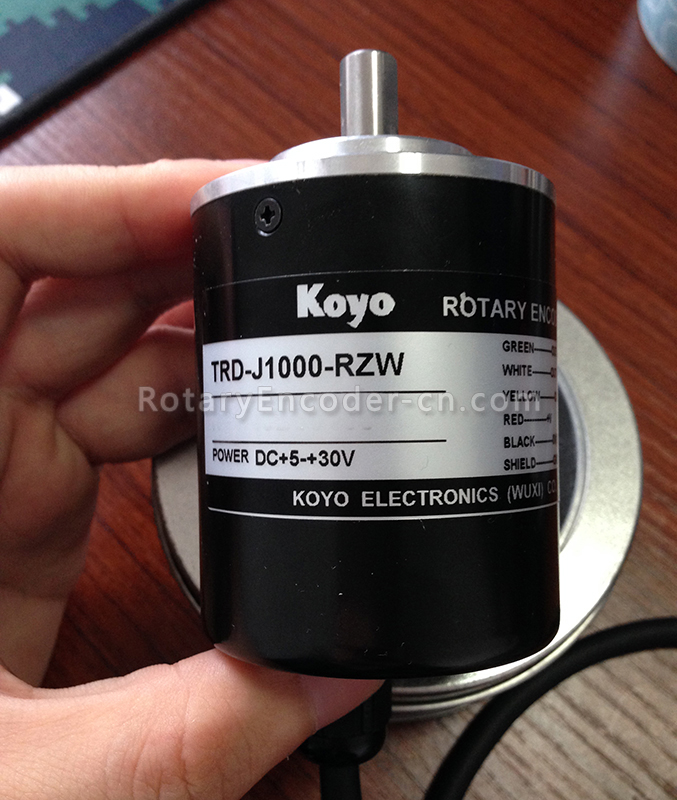 Koyo
ROTARY ENCO
TRD-J1000-RZW
GREEN
WHITE
YELLOW
RED
BLACK
SHIELD
RotaryEncoder-cn.com
POWER DC+5-+30V
KOYO ELECTRONICS (WUXI) CO